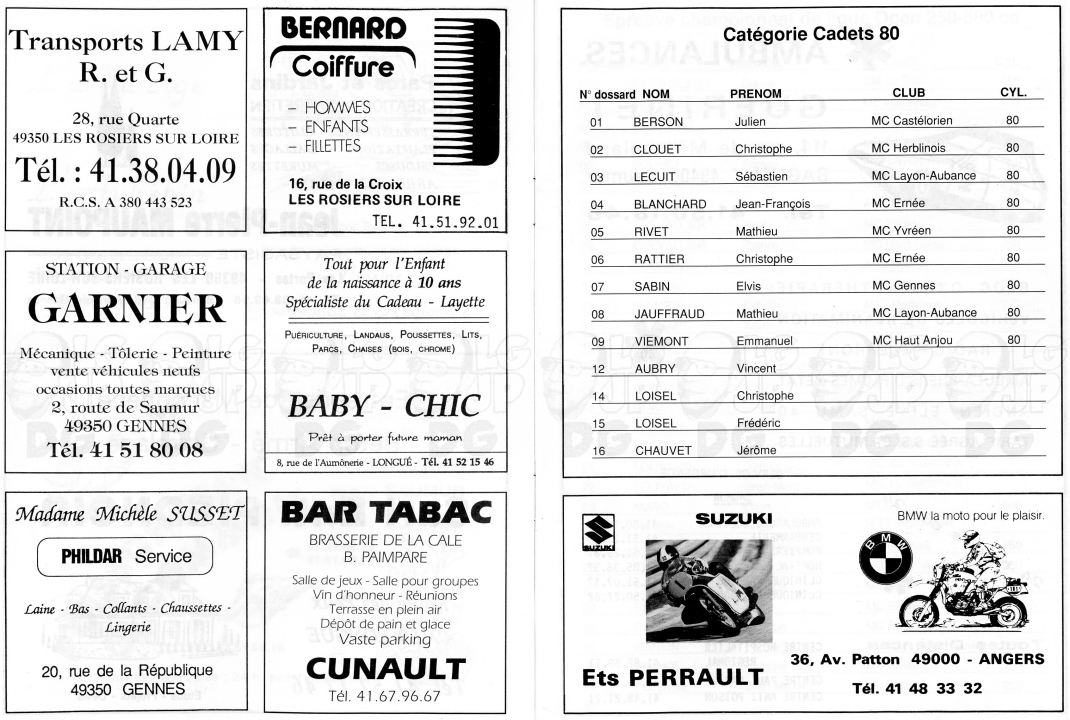 Transports LAMY
R. et G.
28, rue Quarte
49350 LES ROSIERS SUR LOIRE
Tél. : 41.38.04.09
R.C.S. A 380 443 523
BERNARD
Coiffure
– HOMMES
– ENFANTS
– FILLETTES
16, rue de la Croix
LES ROSIERS SUR LOIRE
TEL. 41.51.92.01
STATION - GARAGE
GARNIER
Mécanique - Tôlerie - Peinture
vente véhicules neufs
occasions toutes marques
2, route de Saumur
49350 GENNES
Tél. 41 51 80 08
Tout pour l'Enfant
de la naissance à 10 ans
Spécialiste du Cadeau - Layette
PUÉRICULTURE, LANDAUS, POUSSETTES, LITS,
PARCS, CHAISES (BOIS, CHROME)
BABY - CHIC
Prêt à porter future maman
8, rue de l'Aumônerie - LONGUÉ - Tél. 41 52 15 46
Madame Michèle SUSSET
PHILDAR Service
Laine - Bas - Collants - Chaussettes -
Lingerie
20, rue de la République
49350 GENNES
BAR TABAC
BRASSERIE DE LA CALE
B. PAIMPARE
Salle de jeux - Salle pour groupes
Vin d'honneur - Réunions
Terrasse en plein air
Dépôt de pain et glace
Vaste parking
CUNAULT
Tél. 41.67.96.67
Catégorie Cadets 80
N° dossard NOM PRENOM CLUB CYL.
01 BERSON Julien MC Castélorien 80
02 CLOUET Christophe MC Herblinois 80
03 LECUIT Sébastien MC Layon-Aubance 80
04 BLANCHARD Jean-François MC Ernée 80
05 RIVET Mathieu MC Yvréen 80
06 RATTIER Christophe MC Ernée 80
07 SABIN Elvis MC Gennes 80
08 JAUFFRAUD Mathieu MC Layon-Aubance 80
09 VIEMONT Emmanuel MC Haut Anjou 80
12 AUBRY Vincent
14 LOISEL Christophe
15 LOISEL Frédéric
16 CHAUVET Jérôme
SUZUKI
SUZUKI
BMW la moto pour le plaisir.
BMW
Ets PERRAULT
36, Av. Patton 49000 - ANGERS
Tél. 41 48 33 32